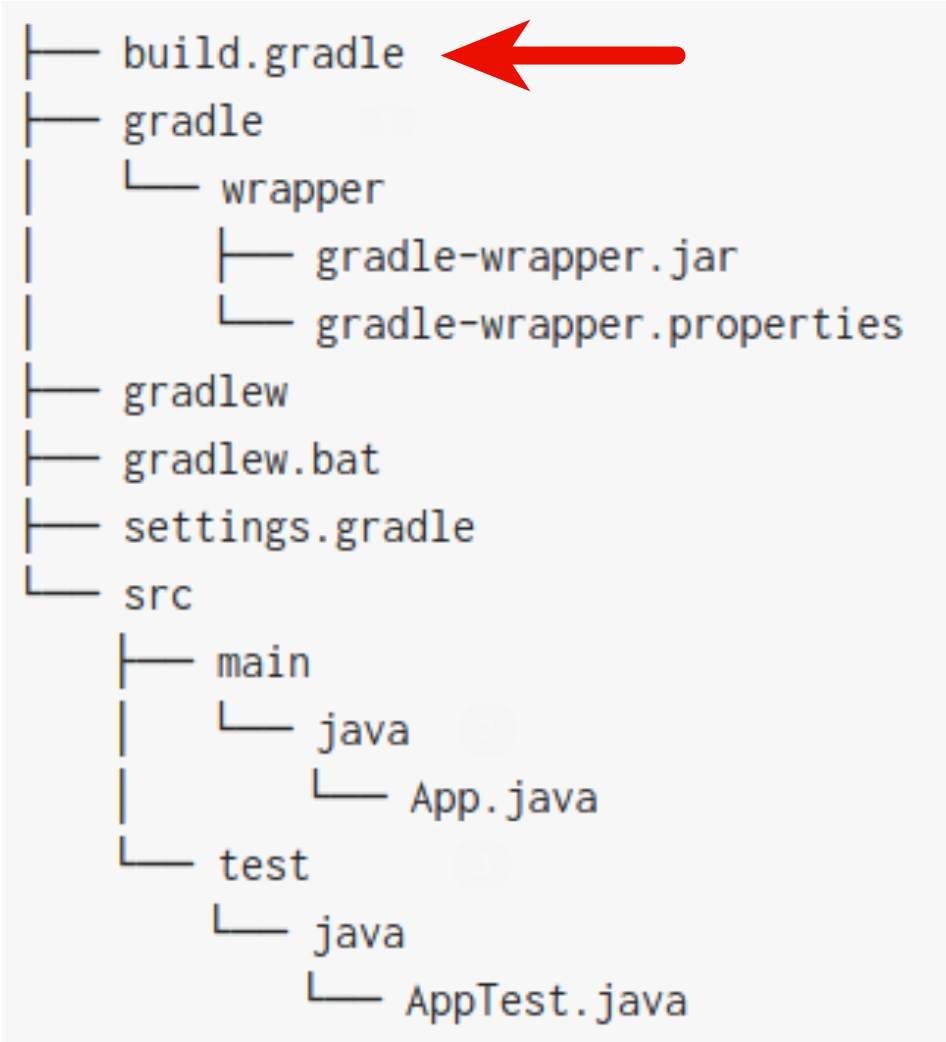 ├── build.gradle
├── gradle
│   └── wrapper
│       ├── gradle-wrapper.jar
│       └── gradle-wrapper.properties
├── gradlew
├── gradlew.bat
├── settings.gradle
└── src
    ├── main
    │   └── java
    │       └── App.java
    └── test
        └── java
            └── AppTest.java